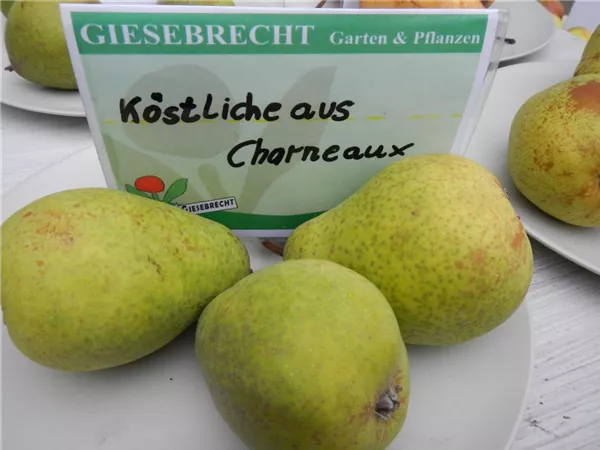 GIESEBRECHT Garten & Pflanzen
Köstliche aus
Charneaux
GIESEBRECHT